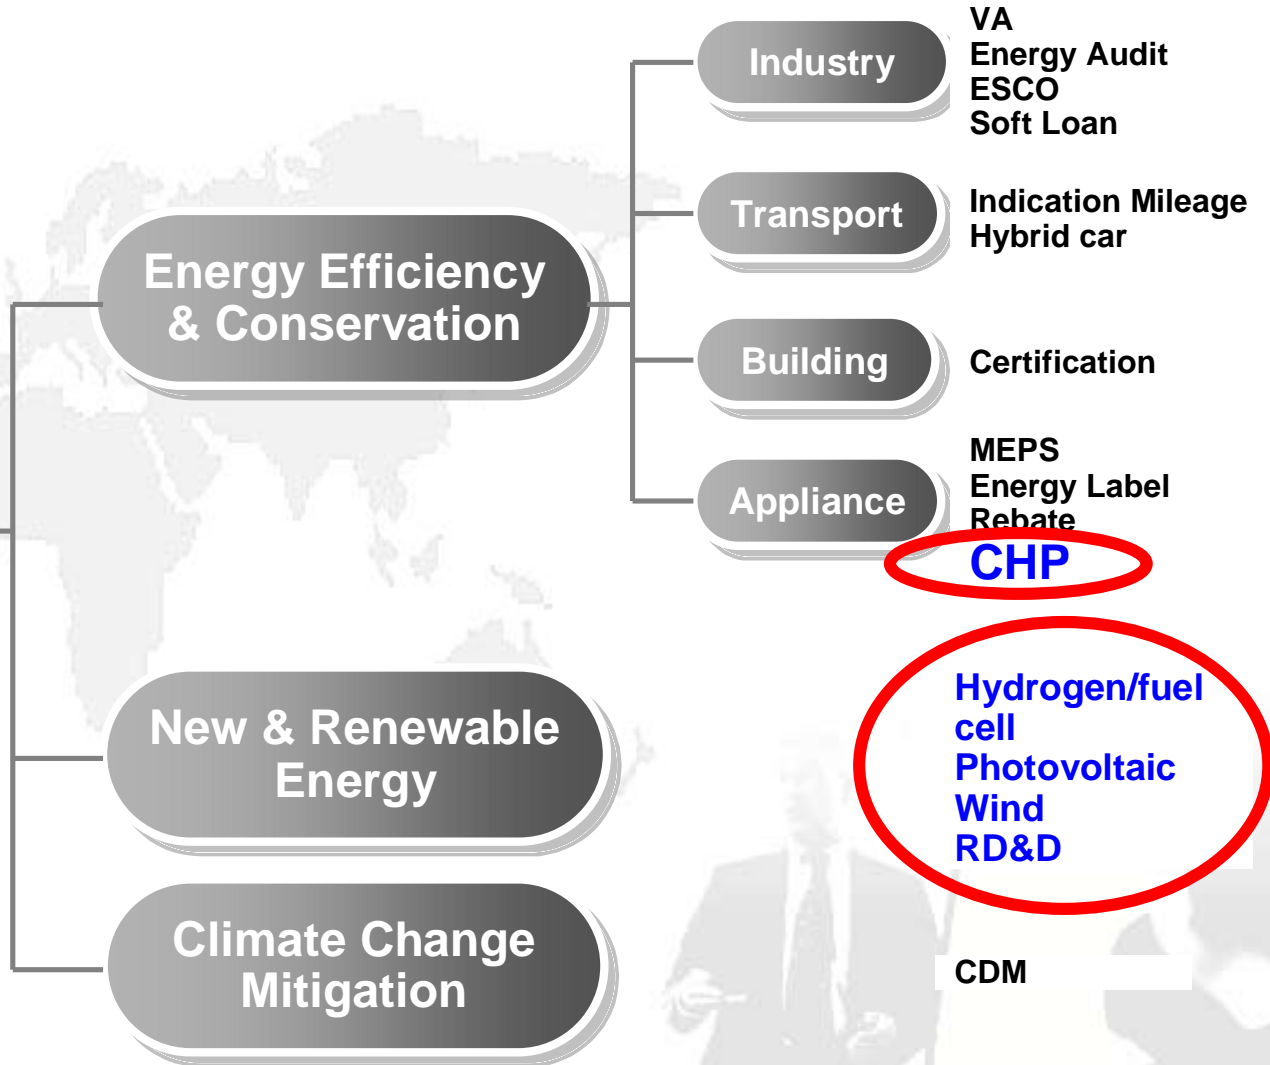 Industry
VA
Energy Audit
ESCO
Soft Loan
Transport
Indication Mileage
Hybrid car
Energy Efficiency
& Conservation
Building
Certification
Appliance
MEPS
Energy Label
Rebate
CHP
New & Renewable
Energy
Hydrogen/fuel
cell
Photovoltaic
Wind
RD&D
Climate Change
Mitigation
CDM